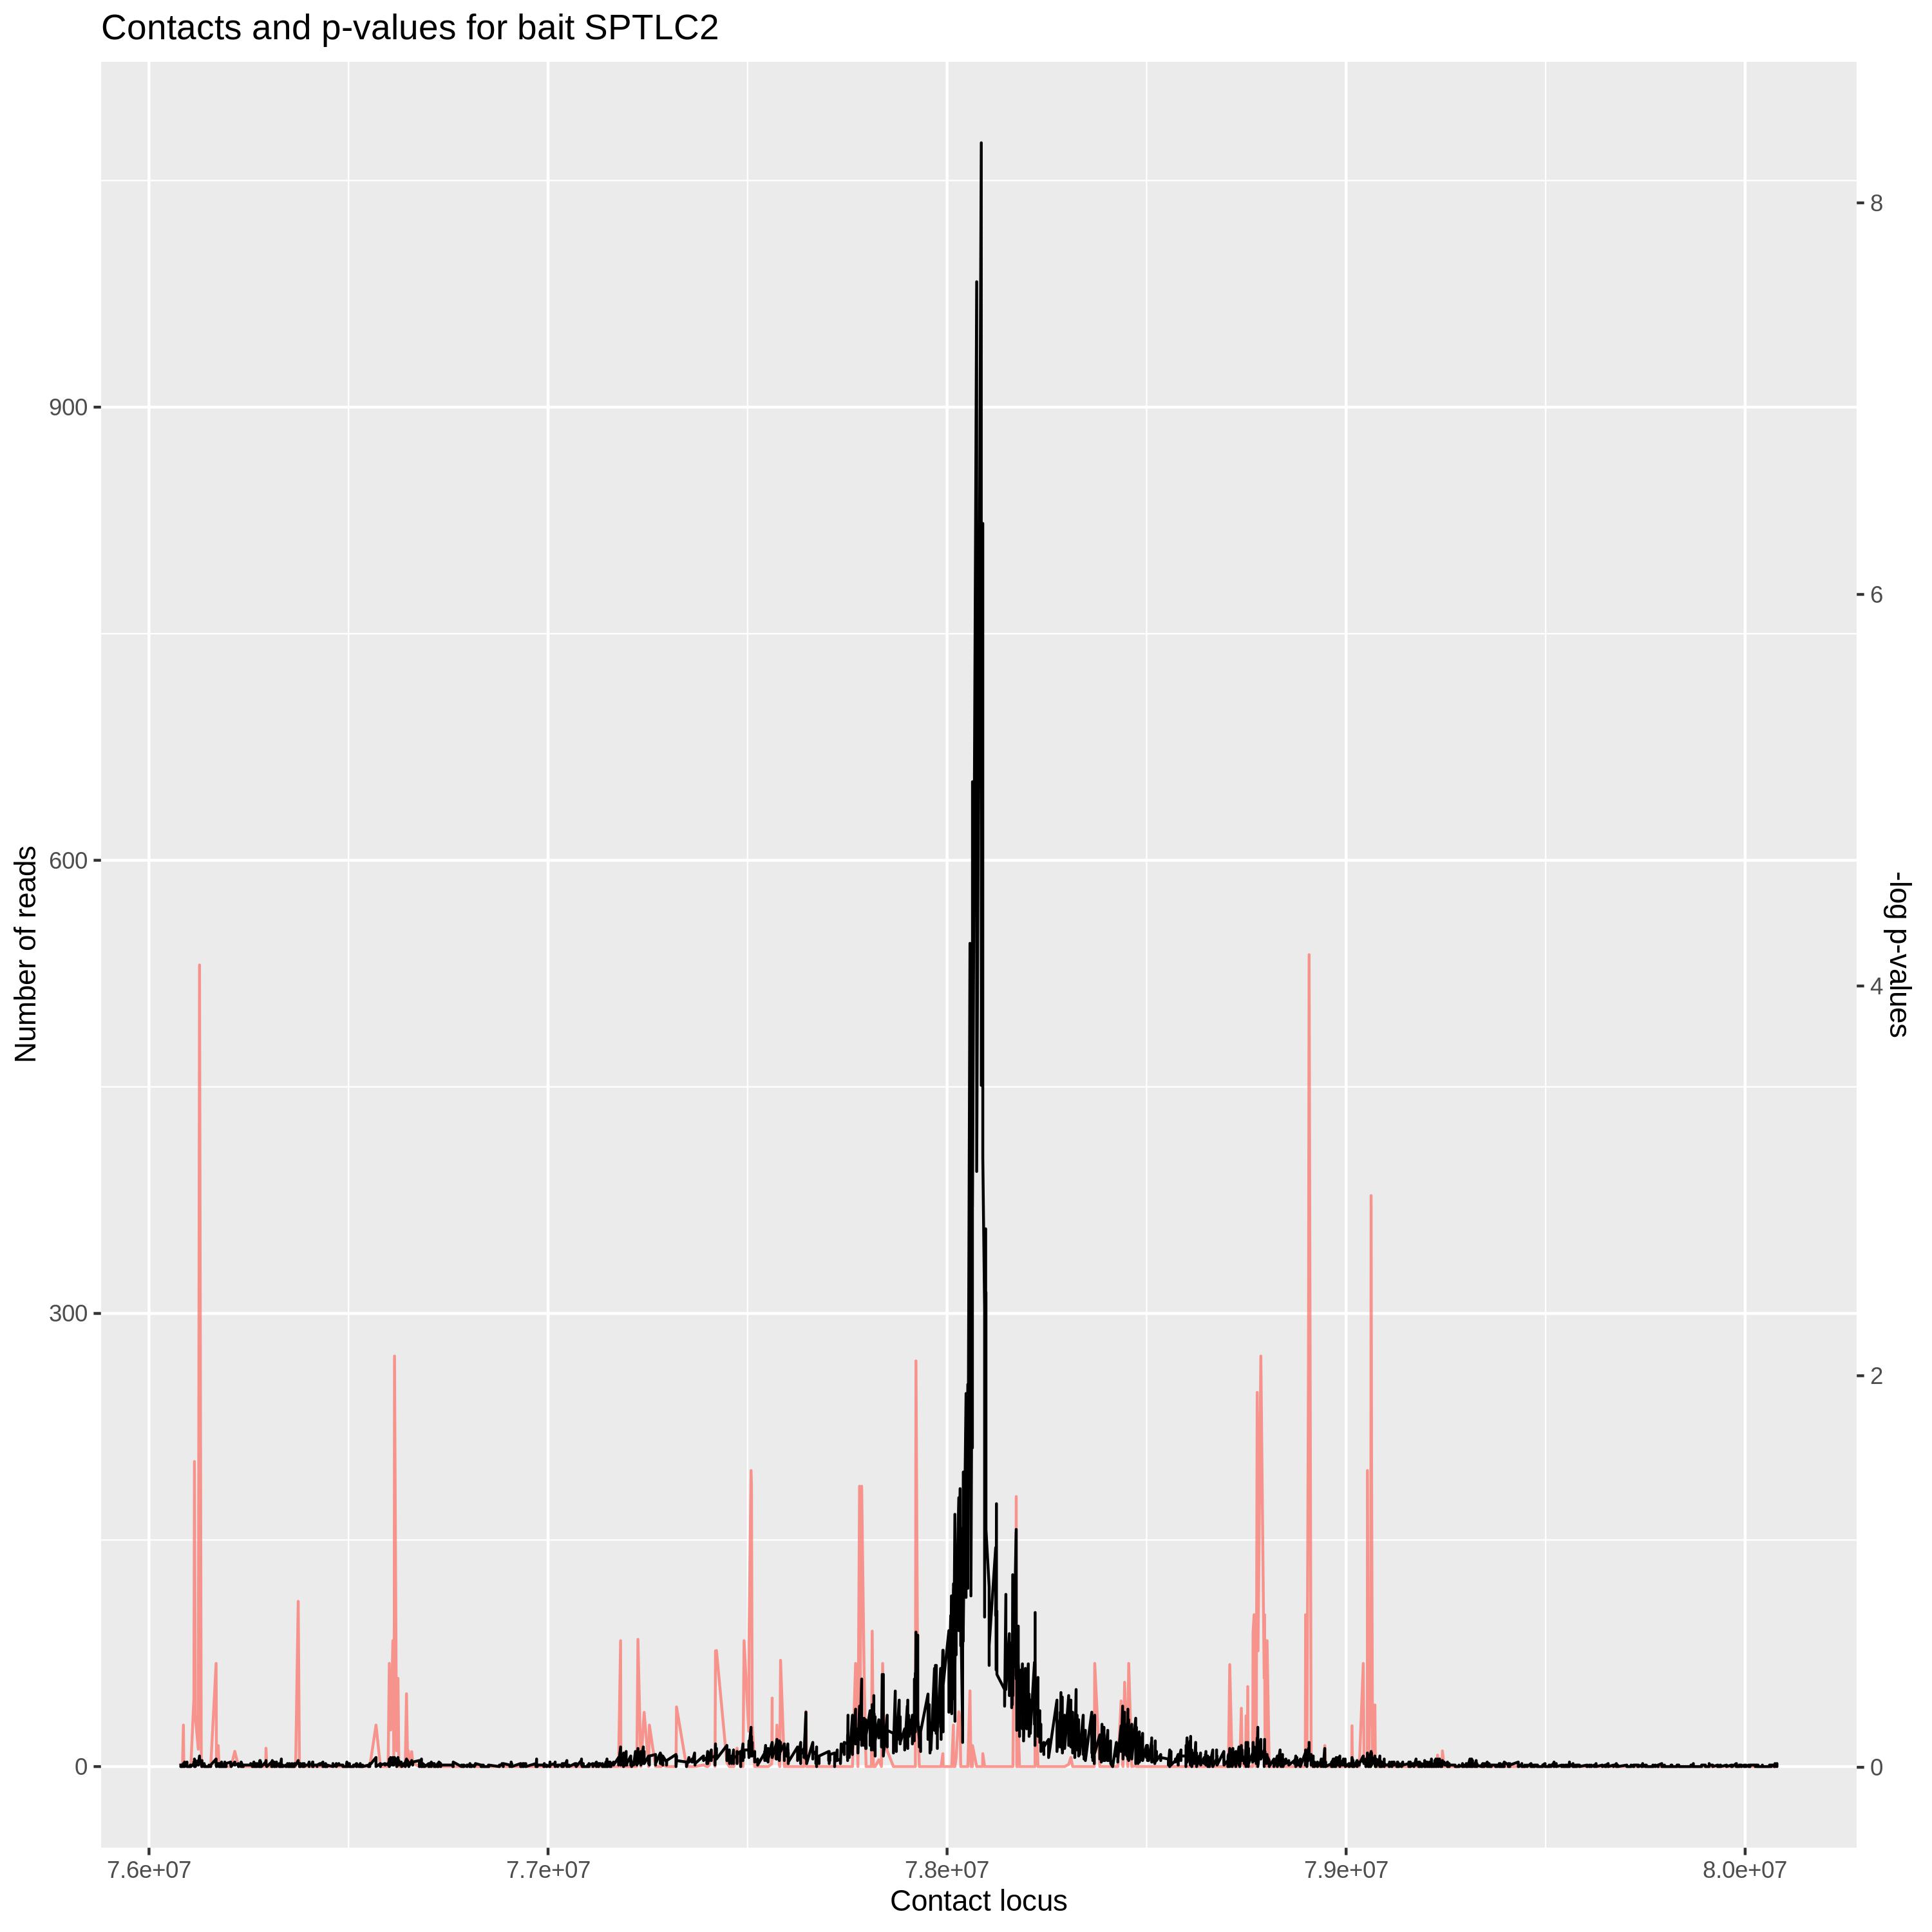 Contacts and p-values for bait SPTLC2
Number of reads
900
600
300
0
8
6
4
2
0
-log p-values
7.6e+07 7.7e+07 7.8e+07 7.9e+07 8.0e+07
Contact locus